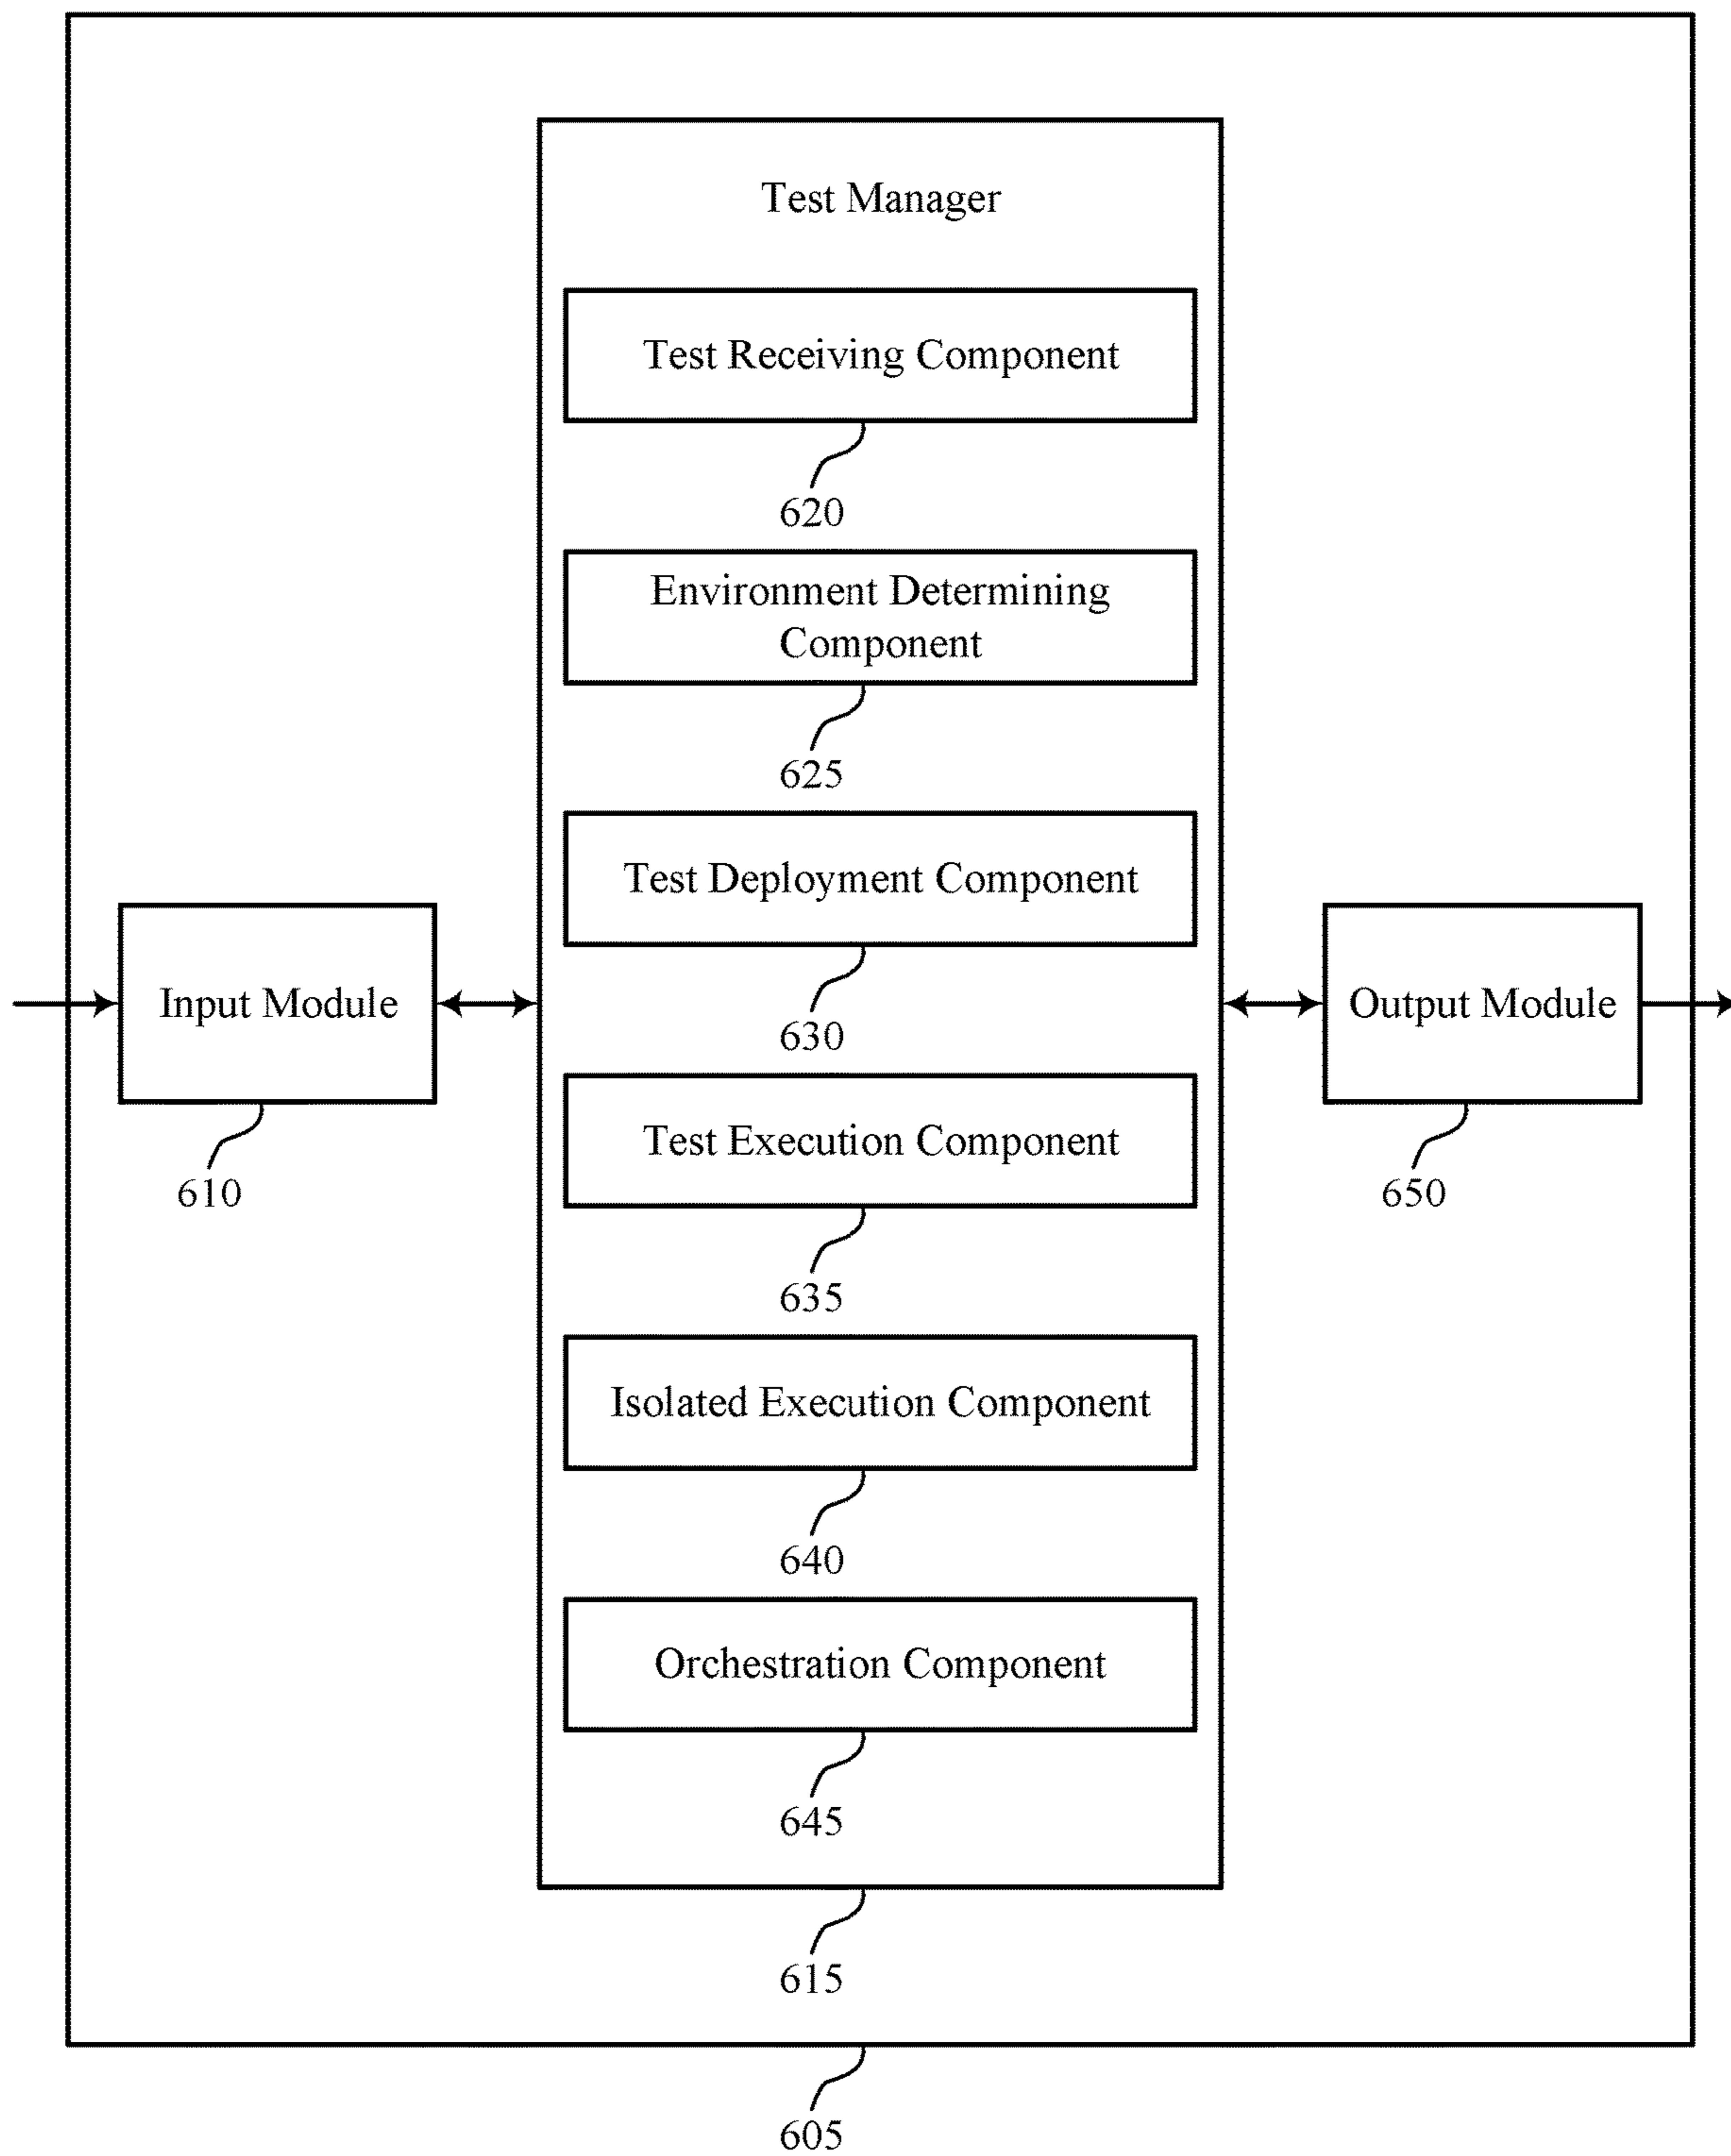 Test Manager
Test Receiving Component
620
Environment Determining
Component
625
Test Deployment Component
630
Input Module
610
Output Module
650
Test Execution Component
635
Isolated Execution Component
640
Orchestration Component
645
615
605